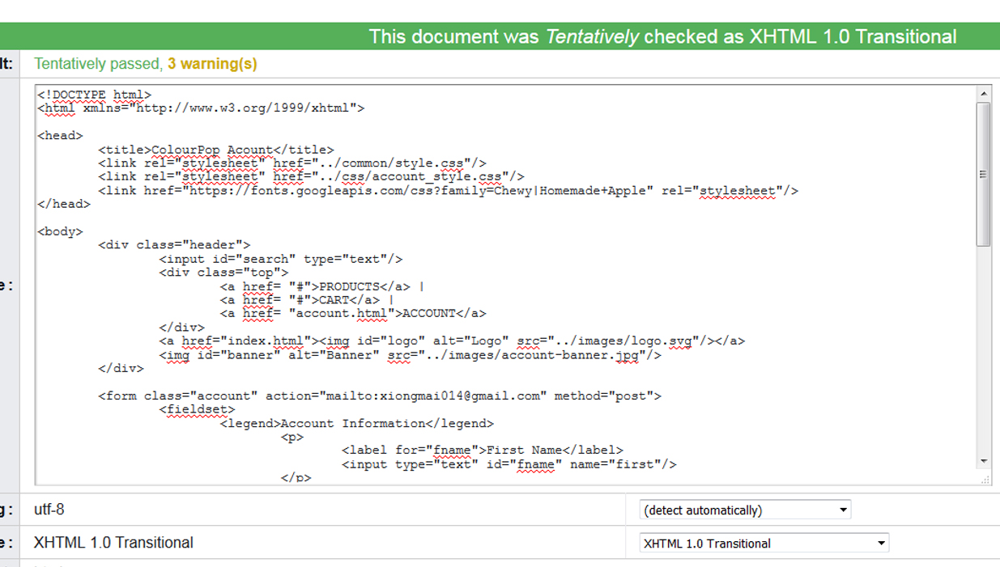 This document was Tentatively checked as XHTML 1.0 Transitional
lt: Tentatively passed, 3 warning(s)
<!DOCTYPE html>
<html xmlns="http://www.w3.org/1999/xhtml">
<head>
<title>ColourPop Acount</title>
<link rel="stylesheet" href="../common/style.css"/>
<link rel="stylesheet" href="../css/account_style.css"/>
<link href="https://fonts.googleapis.com/css?family=Chewy|Homemade+Apple" rel="stylesheet"/>
</head>
<body>
<div class="header">
<input id="search" type="text"/>
<div class="top">
<a href= "#">PRODUCTS</a> |
<a href= "#">CART</a> |
<a href= "account.html">ACCOUNT</a>
</div>
<a href="index.html"><img id="logo" alt="Logo" src="../images/logo.svg"/></a>
<img id="banner" alt="Banner" src="../images/account-banner.jpg"/>
</div>
<form class="account" action="mailto:xiongmai014@gmail.com" method="post">
<fieldset>
<legend>Account Information</legend>
<p>
<label for="fname">First Name</label>
<input type="text" id="fname" name="first"/>
</p>
e :
g : utf-8 (detect automatically)
e : XHTML 1.0 Transitional XHTML 1.0 Transitional